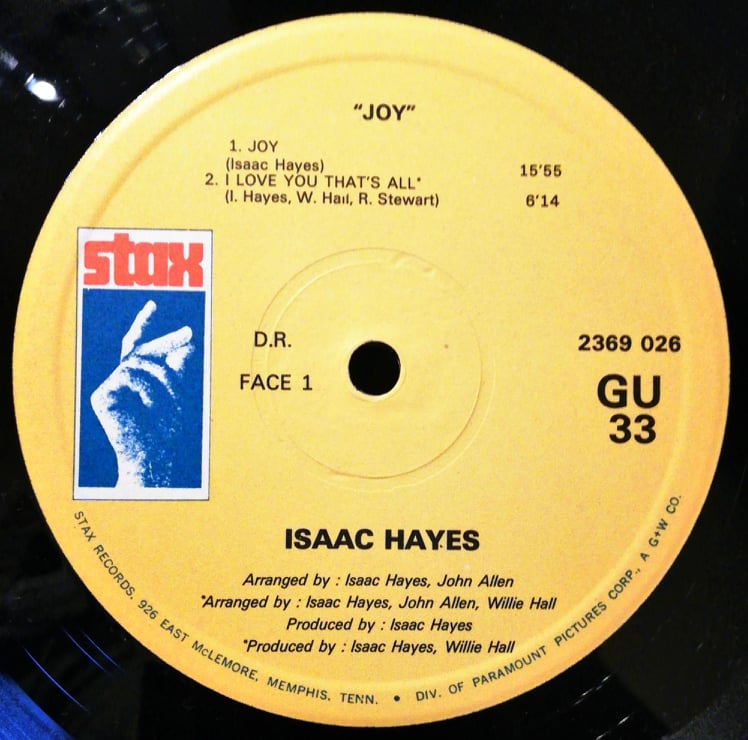 "JOY"
1. JOY
(Isaac Hayes) 15'55
2. I LOVE YOU THAT'S ALL*
(I. Hayes, W. Hall, R. Stewart) 6'14
stax
D.R.
2369 026
FACE 1
GU
33
ISAAC HAYES
Arranged by : Isaac Hayes, John Allen
*Arranged by : Isaac Hayes, John Allen, Willie Hall
Produced by : Isaac Hayes
*Produced by : Isaac Hayes, Willie Hall
STAX RECORDS, 926 EAST McLEMORE, MEMPHIS, TENN. • DIV. OF PARAMOUNT PICTURES CORP., A G+W CO.